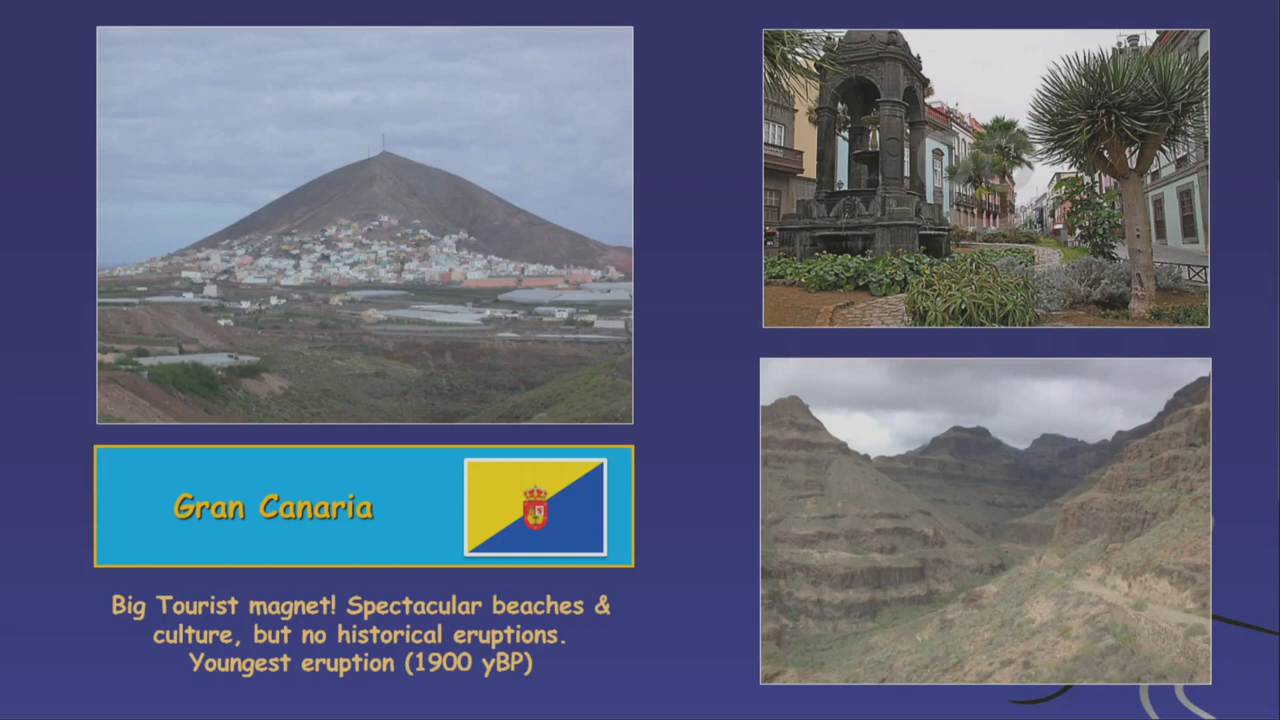 Gran Canaria
Big Tourist magnet! Spectacular beaches &
culture, but no historical eruptions.
Youngest eruption (1900 yBP)